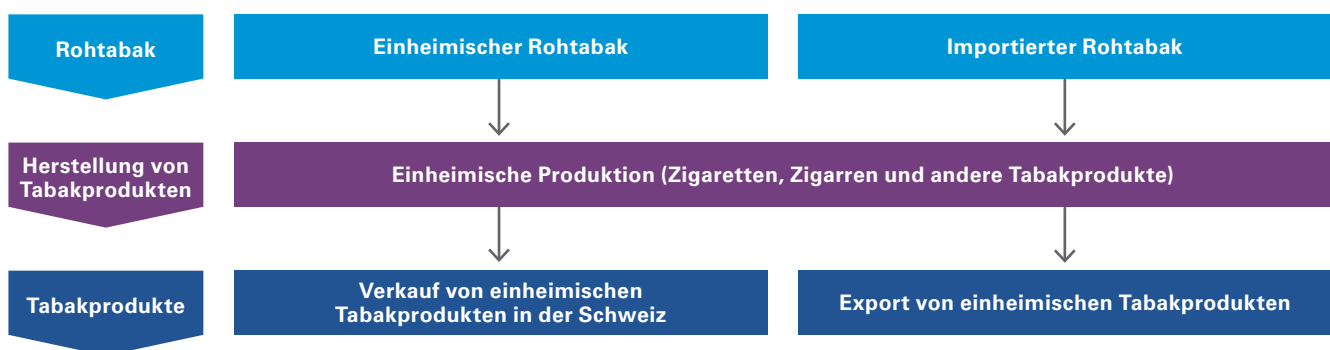 Rohtabak
Einheimischer Rohtabak
Importierter Rohtabak
Herstellung von
Tabakprodukten
Einheimische Produktion (Zigaretten, Zigarren und andere Tabakprodukte)
Tabakprodukte
Verkauf von einheimischen
Tabakprodukten in der Schweiz
Export von einheimischen Tabakprodukten